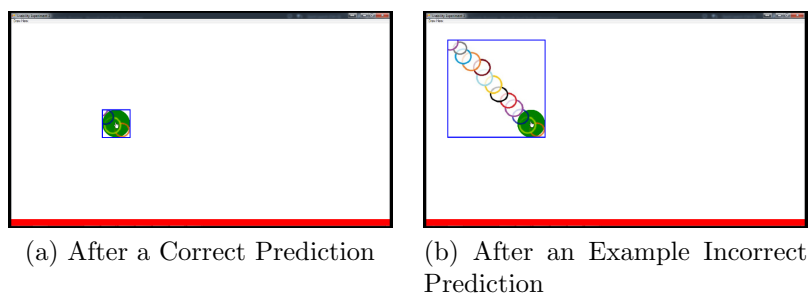 (a) After a Correct Prediction
(b) After an Example Incorrect
Prediction